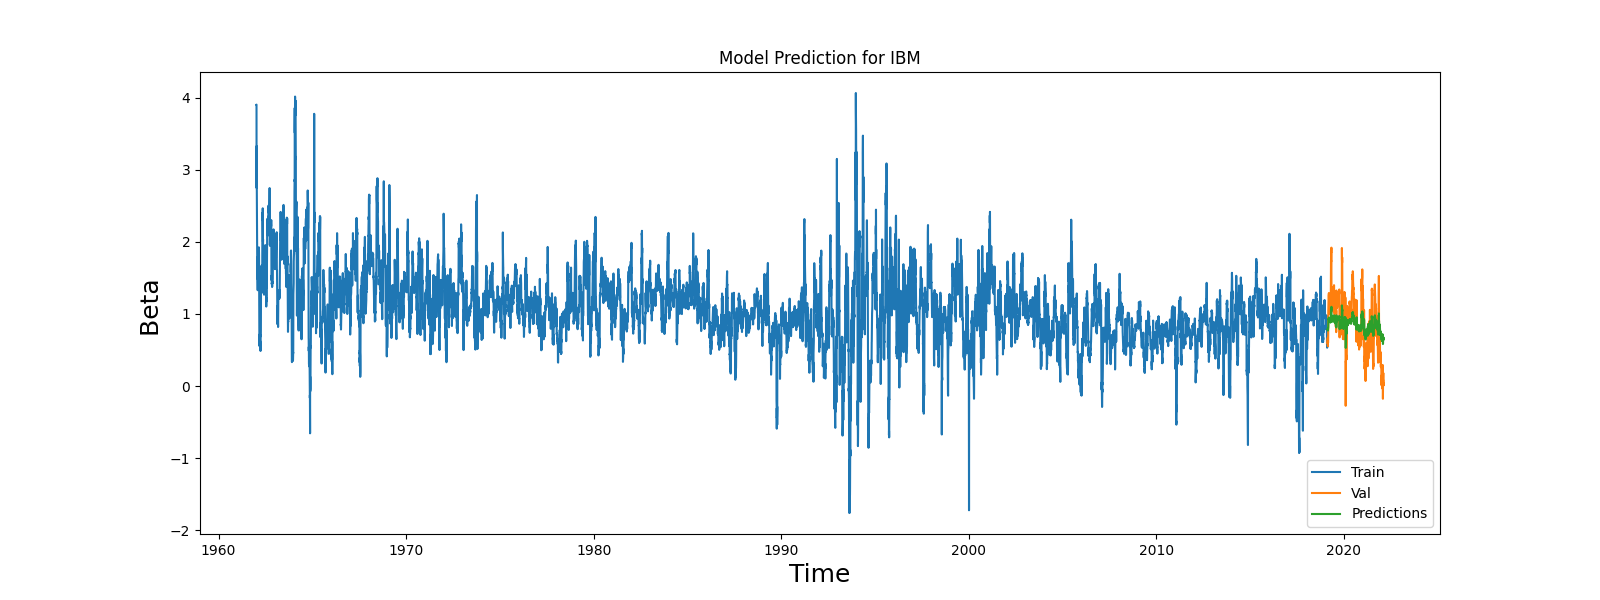 Model Prediction for IBM
4
3
2
1
0
−1
−2
Beta
1960
1970
1980
1990
2000
2010
2020
Time
Train
Val
Predictions